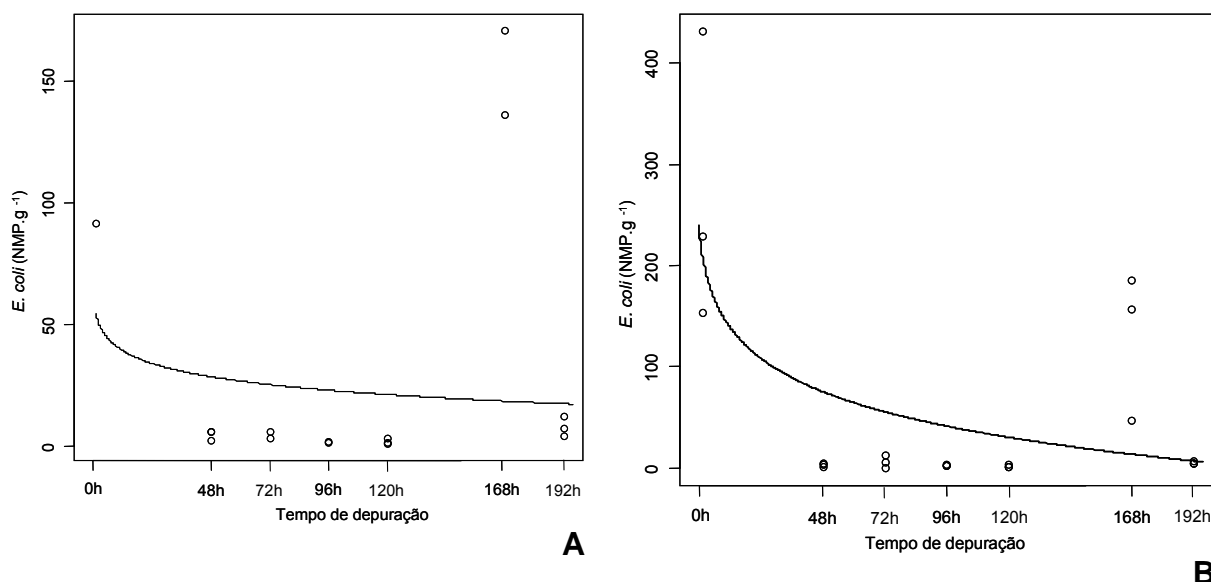 150
100
50
0
E. coli (NMP.g -1)
0h 48h 72h 96h 120h 168h 192h
Tempo de depuração
A
400
300
200
100
0
E. coli (NMP.g -1)
0h 48h 72h 96h 120h 168h 192h
Tempo de depuração
B